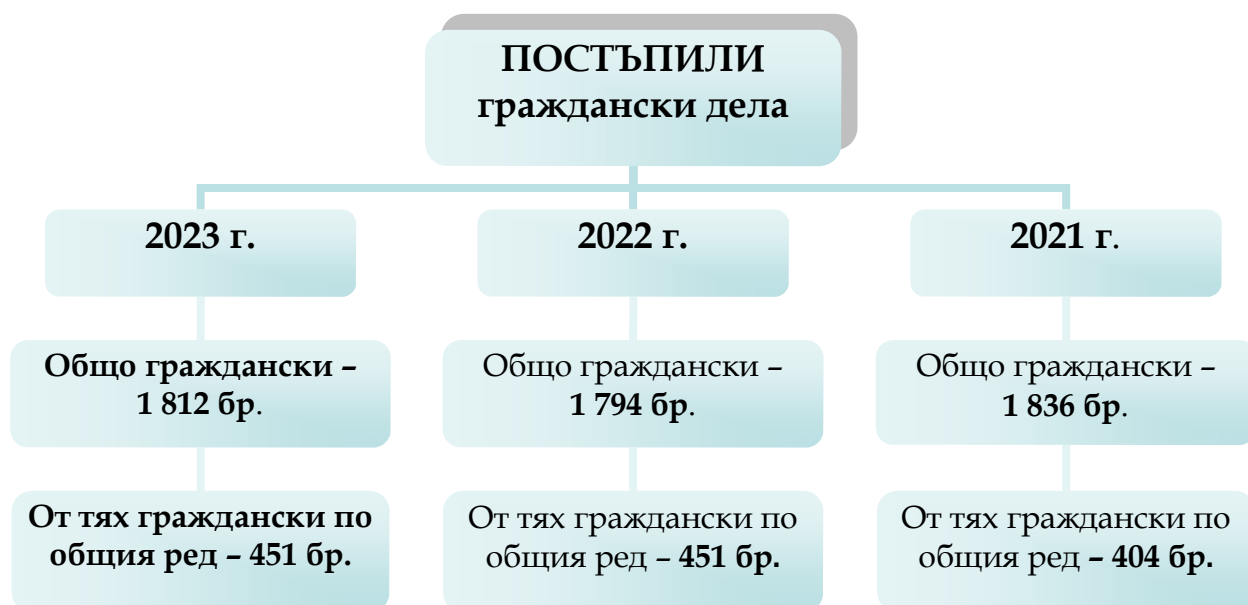 ПОСТЪПИЛИ
граждански дела
2023 г.
2022 г.
2021 г.
Общо граждански –
1 812 бр.
Общо граждански –
1 794 бр.
Общо граждански –
1 836 бр.
От тях граждански по
общия ред – 451 бр.
От тях граждански по
общия ред – 451 бр.
От тях граждански по
общия ред – 404 бр.